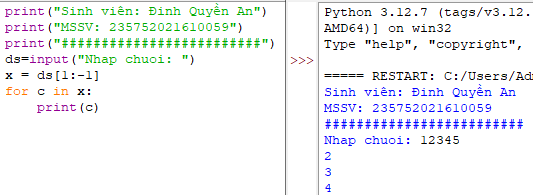 print("Sinh viên: Đinh Quyền An")
print("MSSV: 235752021610059")
print("##########################")
ds=input("Nhap chuoi: ")
x = ds[1:-1]
for c in x:
    print(c)
>>>
Python 3.12.7 (tags/v3.12.
AMD64)] on win32
Type "help", "copyright",
===== RESTART: C:/Users/Adm
Sinh viên: Đinh Quyền An
MSSV: 235752021610059
##########################
Nhap chuoi: 12345
2
3
4